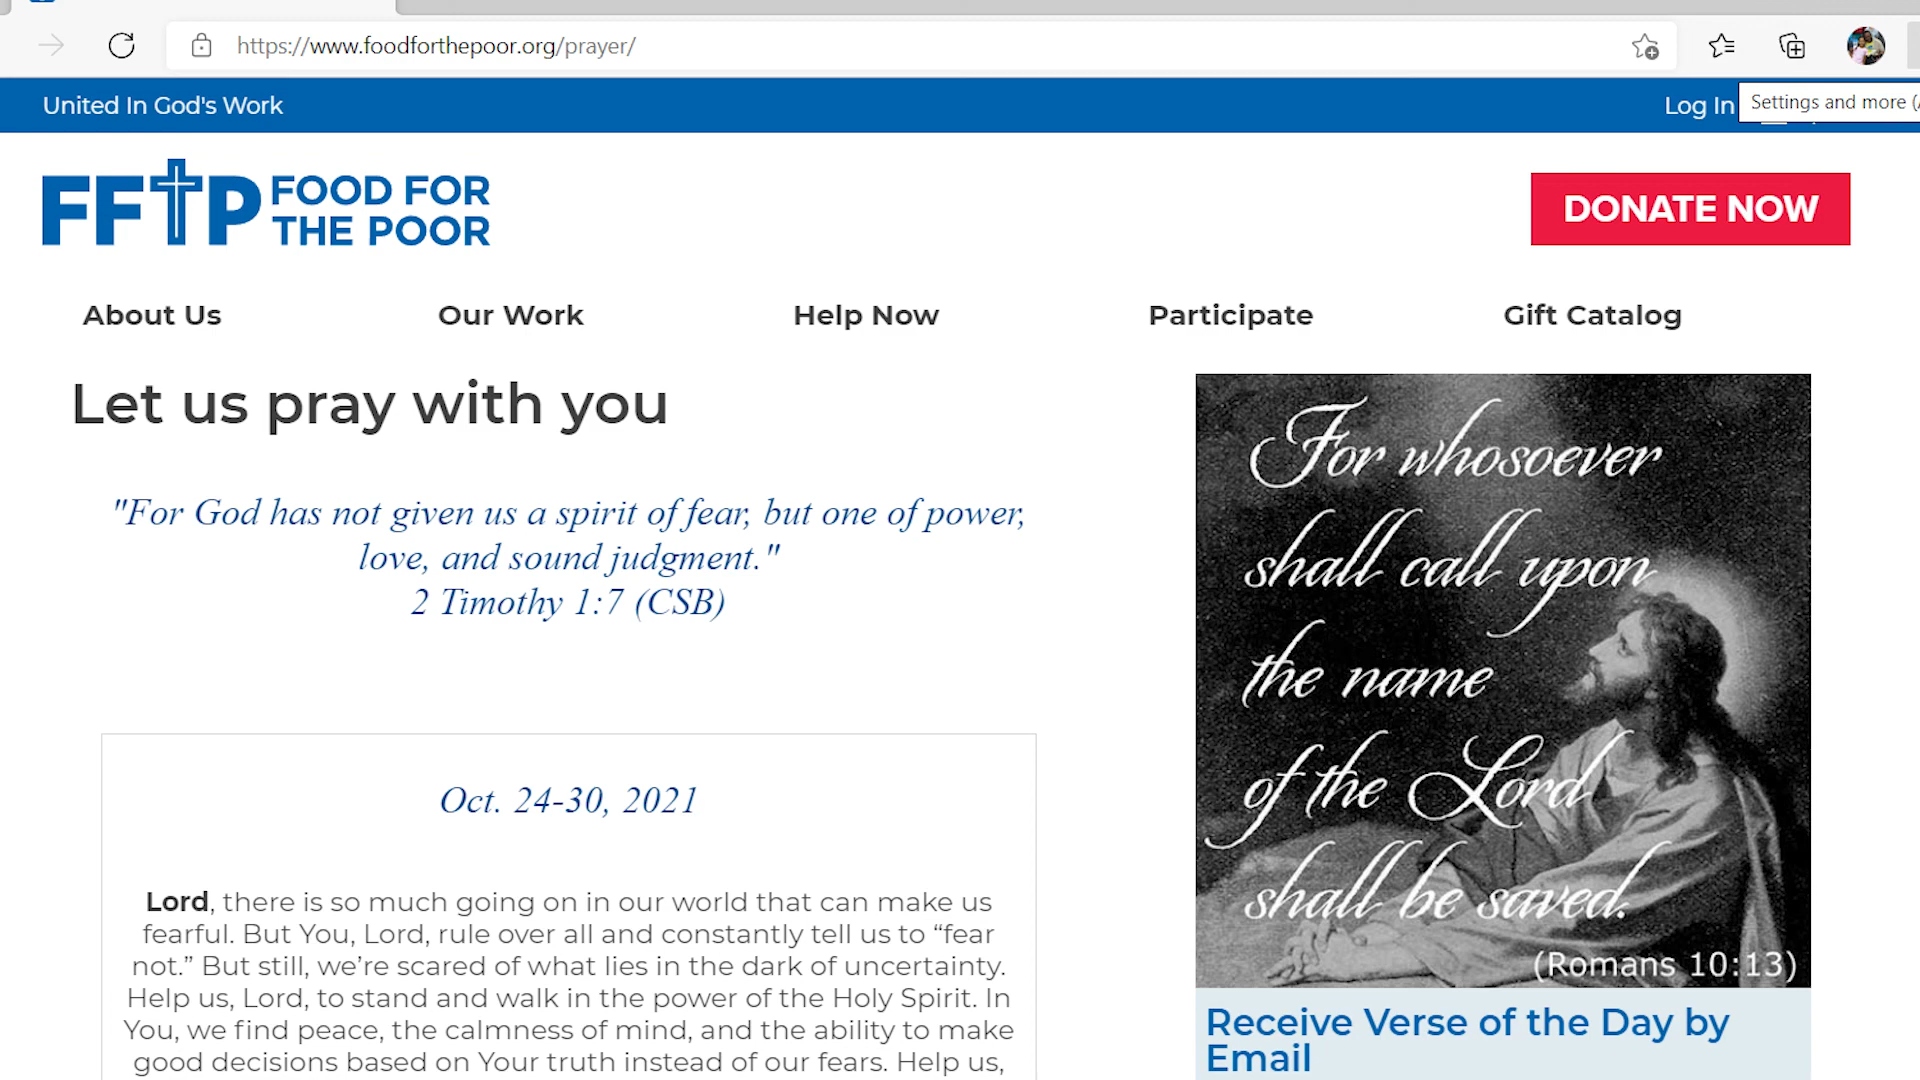 https://www.foodforthepoor.org/prayer/
United In God's Work
Log In
Settings and more
FFTP FOOD FOR
THE POOR
DONATE NOW
About Us
Our Work
Help Now
Participate
Gift Catalog
Let us pray with you
"For God has not given us a spirit of fear, but one of power,
love, and sound judgment."
2 Timothy 1:7 (CSB)
Oct. 24-30, 2021
Lord, there is so much going on in our world that can make us
fearful. But You, Lord, rule over all and constantly tell us to “fear
not.” But still, we’re scared of what lies in the dark of uncertainty.
Help us, Lord, to stand and walk in the power of the Holy Spirit. In
You, we find peace, the calmness of mind, and the ability to make
good decisions based on Your truth instead of our fears. Help us,
For whosoever
shall call upon
the name
of the Lord
shall be saved.
(Romans 10:13)
Receive Verse of the Day by
Email